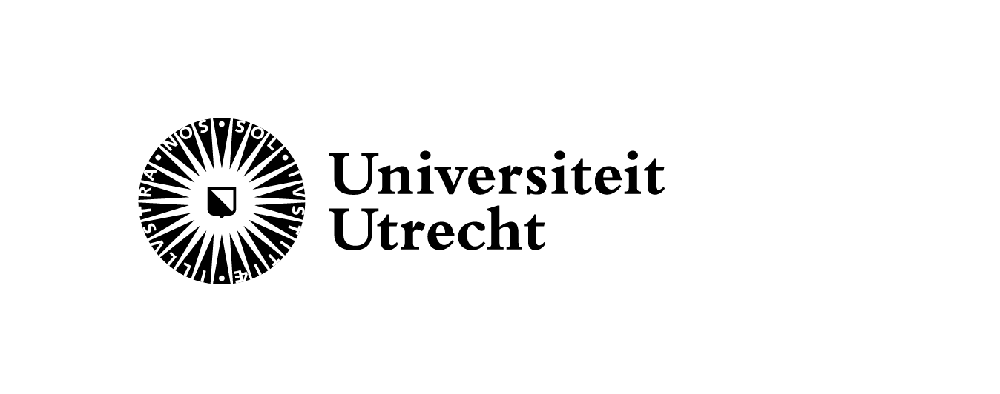 SOL · IVSTITIÆ · ILLVSTRA · NOS ·
Universiteit
Utrecht